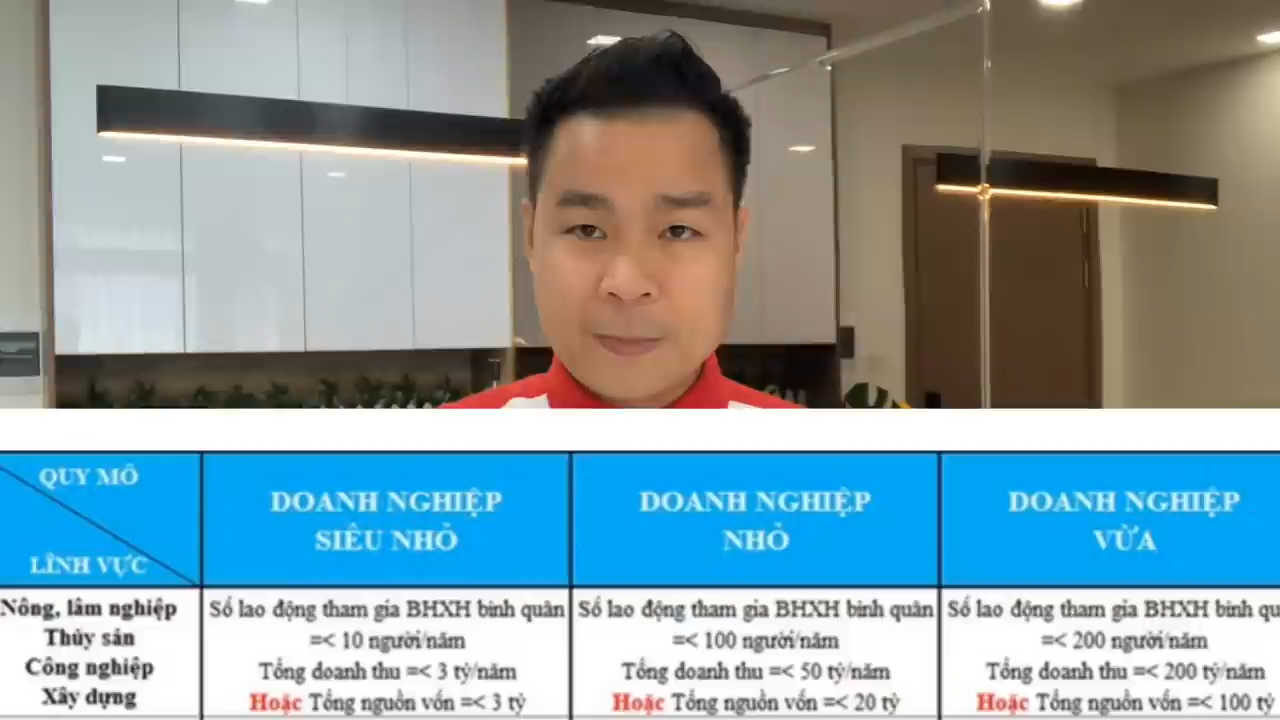 QUY MÔ
LĨNH VỰC
DOANH NGHIỆP
SIÊU NHỎ
DOANH NGHIỆP
NHỎ
DOANH NGHIỆP
VỪA
Nông, lâm nghiệp
Thủy sản
Công nghiệp
Xây dựng
Số lao động tham gia BHXH bình quân
=< 10 người/năm
Tổng doanh thu =< 3 tỷ/năm
Hoặc Tổng nguồn vốn =< 3 tỷ
Số lao động tham gia BHXH bình quân
=< 100 người/năm
Tổng doanh thu =< 50 tỷ/năm
Hoặc Tổng nguồn vốn =< 20 tỷ
Số lao động tham gia BHXH bình qu
=< 200 người/năm
Tổng doanh thu =< 200 tỷ/năm
Hoặc Tổng nguồn vốn =< 100 tỷ